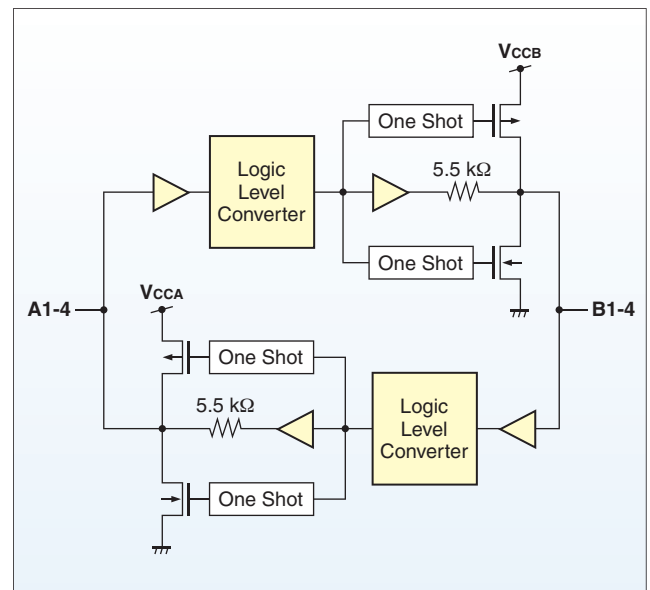 VCCB
One Shot
Logic
Level
Converter
5.5 kΩ
One Shot
A1-4
VCCA
B1-4
One Shot
5.5 kΩ
Logic
Level
Converter
One Shot